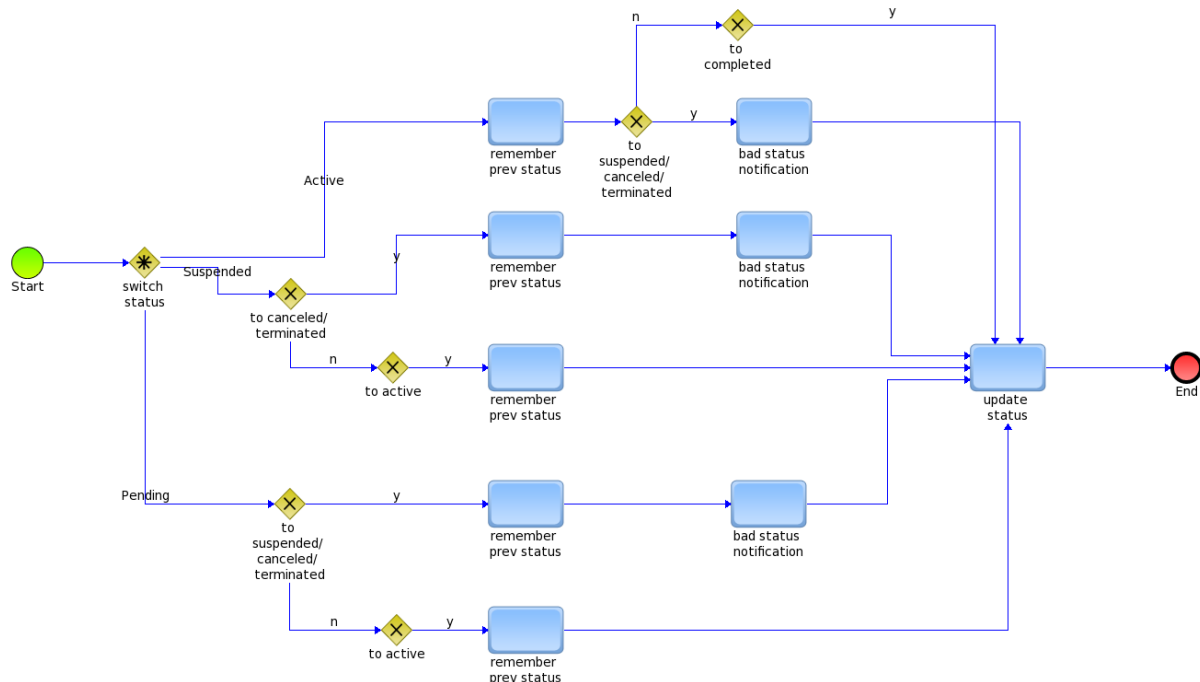 n
y
to
completed
y
remember
prev status
to
suspended/
canceled/
terminated
bad status
notification
Active
Start
switch
status
Suspended
y
remember
prev status
bad status
notification
to canceled/
terminated
n
to active
y
remember
prev status
update
status
End
Pending
y
to
suspended/
canceled/
terminated
remember
prev status
bad status
notification
n
to active
y
remember
prev status